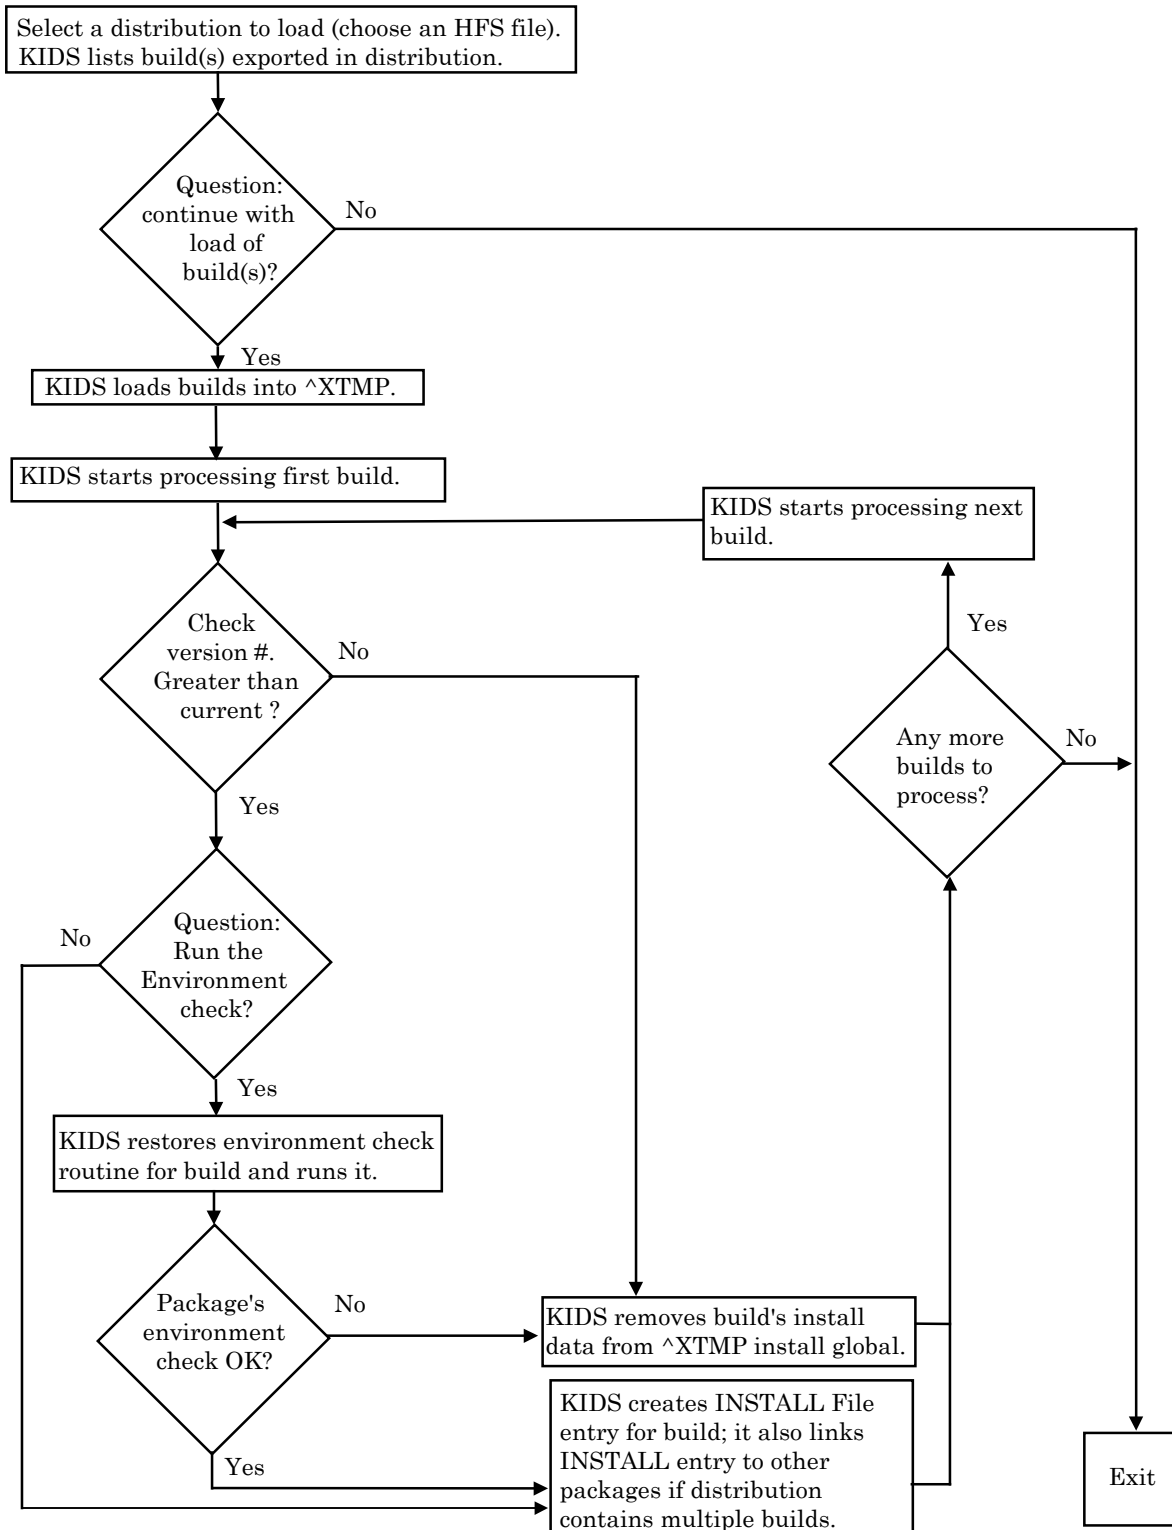 Select a distribution to load (choose an HFS file).
KIDS lists build(s) exported in distribution.
Question:
continue with
load of
build(s)?
No
Yes
KIDS loads builds into ^XTMP.
KIDS starts processing first build.
KIDS starts processing next
build.
Check
version #.
Greater than
current ?
No
Yes
Yes
Any more
builds to
process?
No
Question:
Run the
Environment
check?
No
Yes
KIDS restores environment check
routine for build and runs it.
Package's
environment
check OK?
No
Yes
KIDS removes build's install
data from ^XTMP install global.
KIDS creates INSTALL File
entry for build; it also links
INSTALL entry to other
packages if distribution
contains multiple builds.
Exit